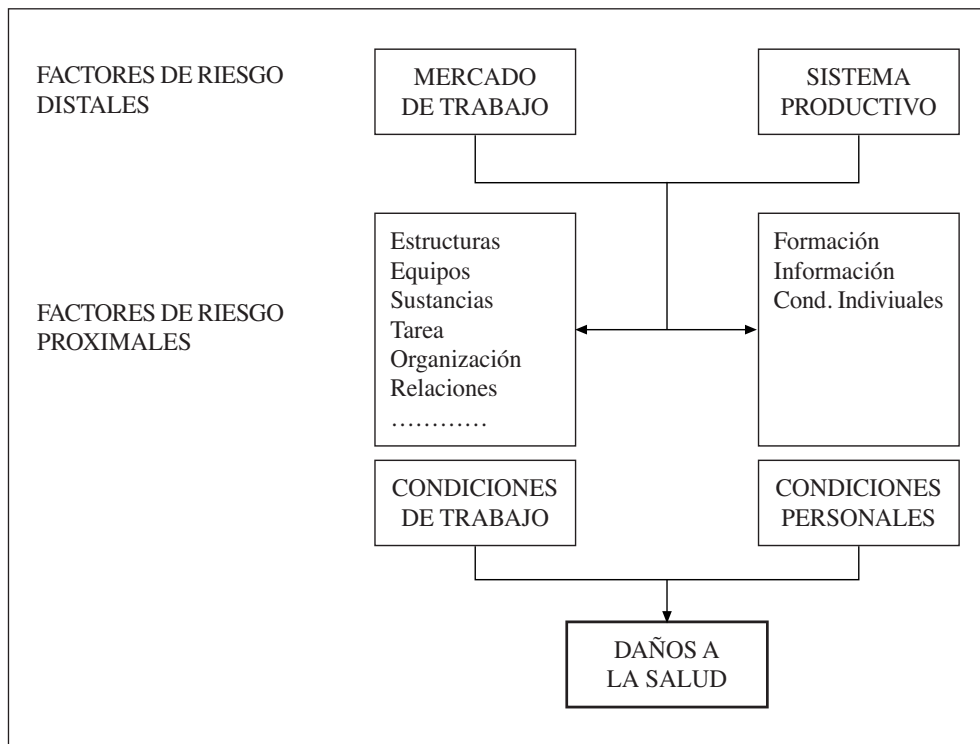 FACTORES DE RIESGO
DISTALES
MERCADO
DE TRABAJO
SISTEMA
PRODUCTIVO
FACTORES DE RIESGO
PROXIMALES
Estructuras
Equipos
Sustancias
Tarea
Organización
Relaciones
…………
Formación
Información
Cond. Indiviuales
CONDICIONES
DE TRABAJO
CONDICIONES
PERSONALES
DAÑOS A
LA SALUD